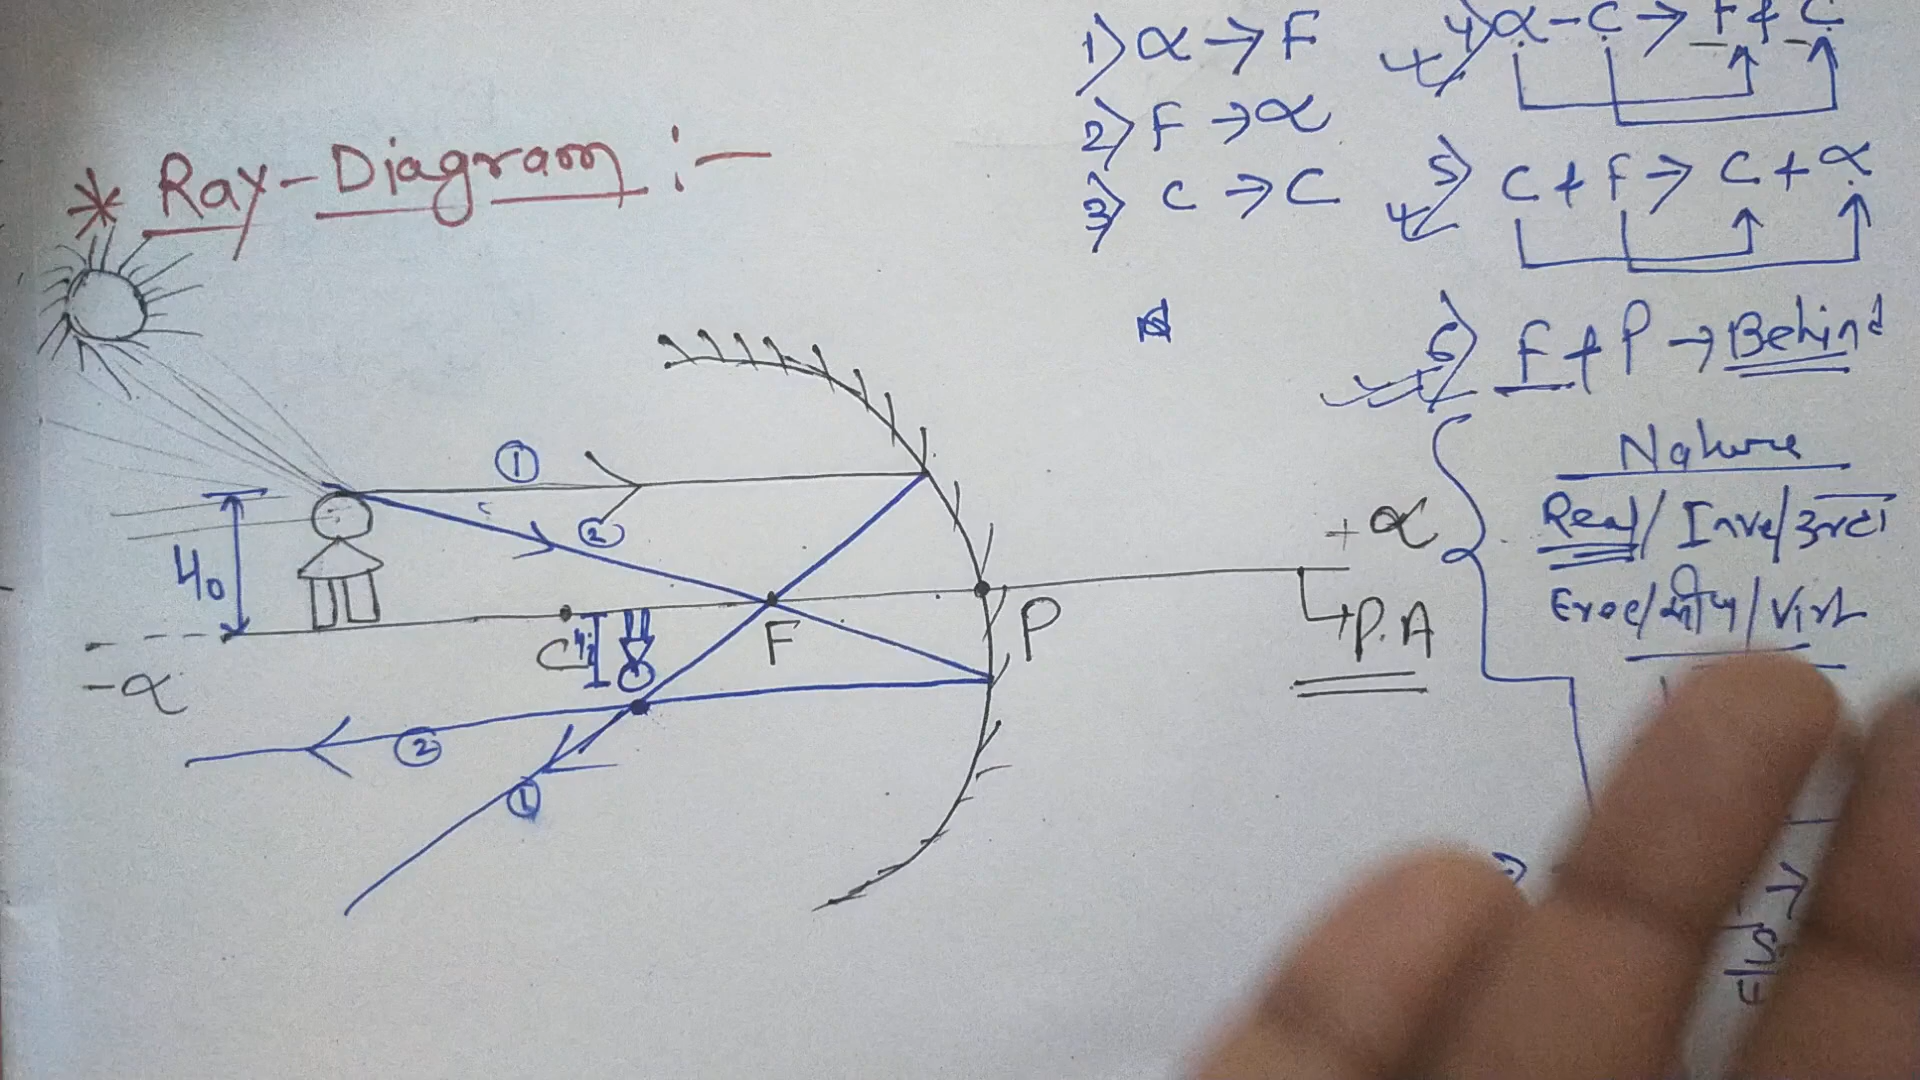 * Ray-Diagram :-
1) α → F
2) F → α
3) C → C
4) α - C → F + C
5) C + F → C + α
6) F + P → Behind
Nature
Real / Inve / उल्टा
Erec / सीधा / Virt
①
②
F
P
C
+ α
P.A
- α
②
①